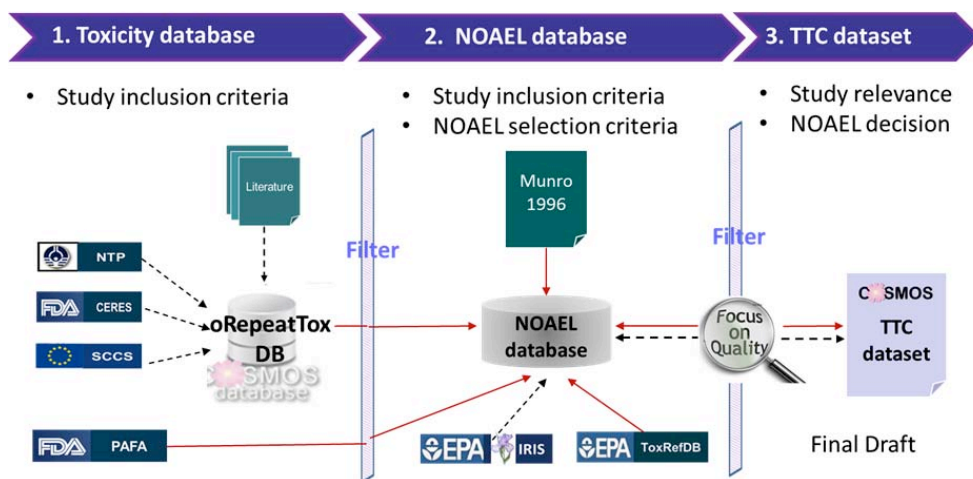 1. Toxicity database
2. NOAEL database
3. TTC dataset
• Study inclusion criteria
• Study inclusion criteria
• NOAEL selection criteria
• Study relevance
• NOAEL decision
Literature
Munro
1996
Filter
Filter
NTP
FDA CERES
SCCS
oRepeatTox
DB
COSMOS
database
NOAEL
database
Focus
on
Quality
COSMOS
TTC
dataset
FDA PAFA
EPA IRIS
EPA ToxRefDB
Final Draft